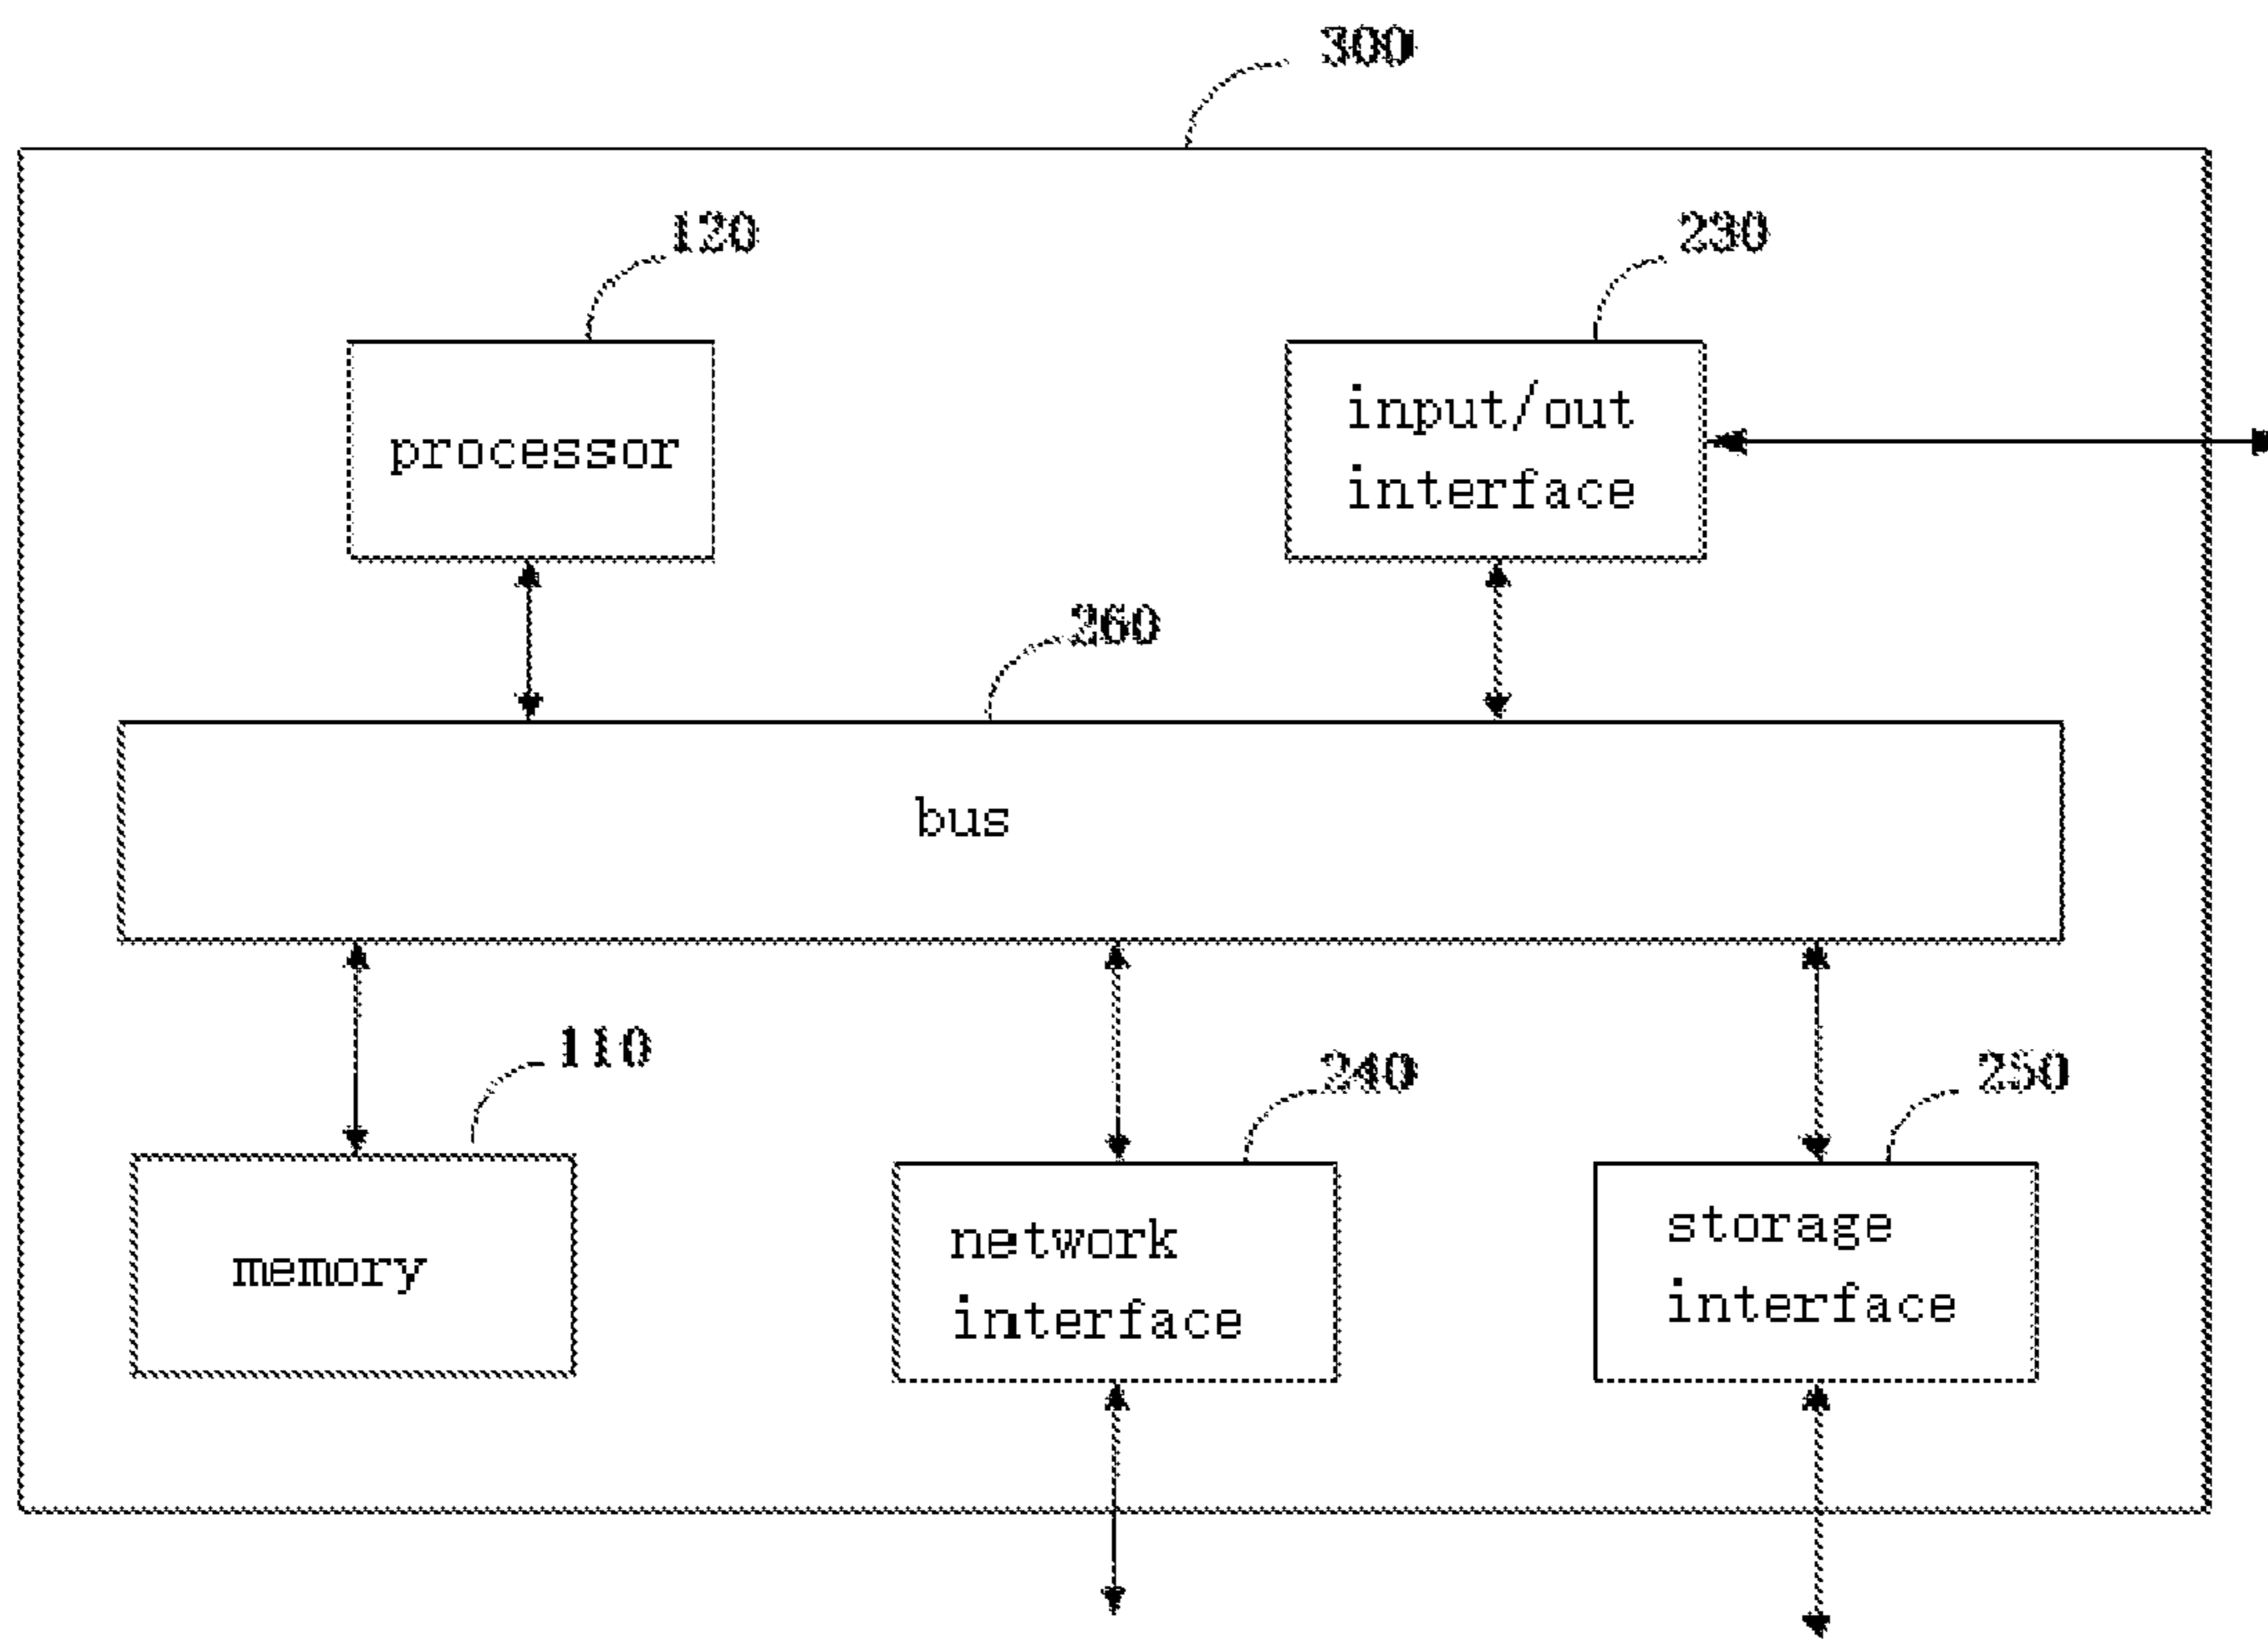 300
120
230
processor
input/out
interface
260
bus
110
240
250
memory
network
interface
storage
interface